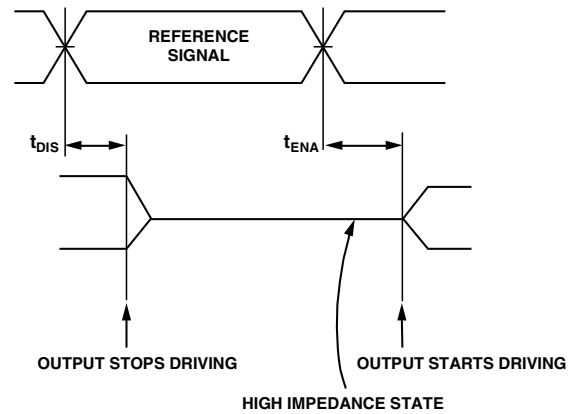 REFERENCE
SIGNAL
tDIS
tENA
OUTPUT STOPS DRIVING
OUTPUT STARTS DRIVING
HIGH IMPEDANCE STATE